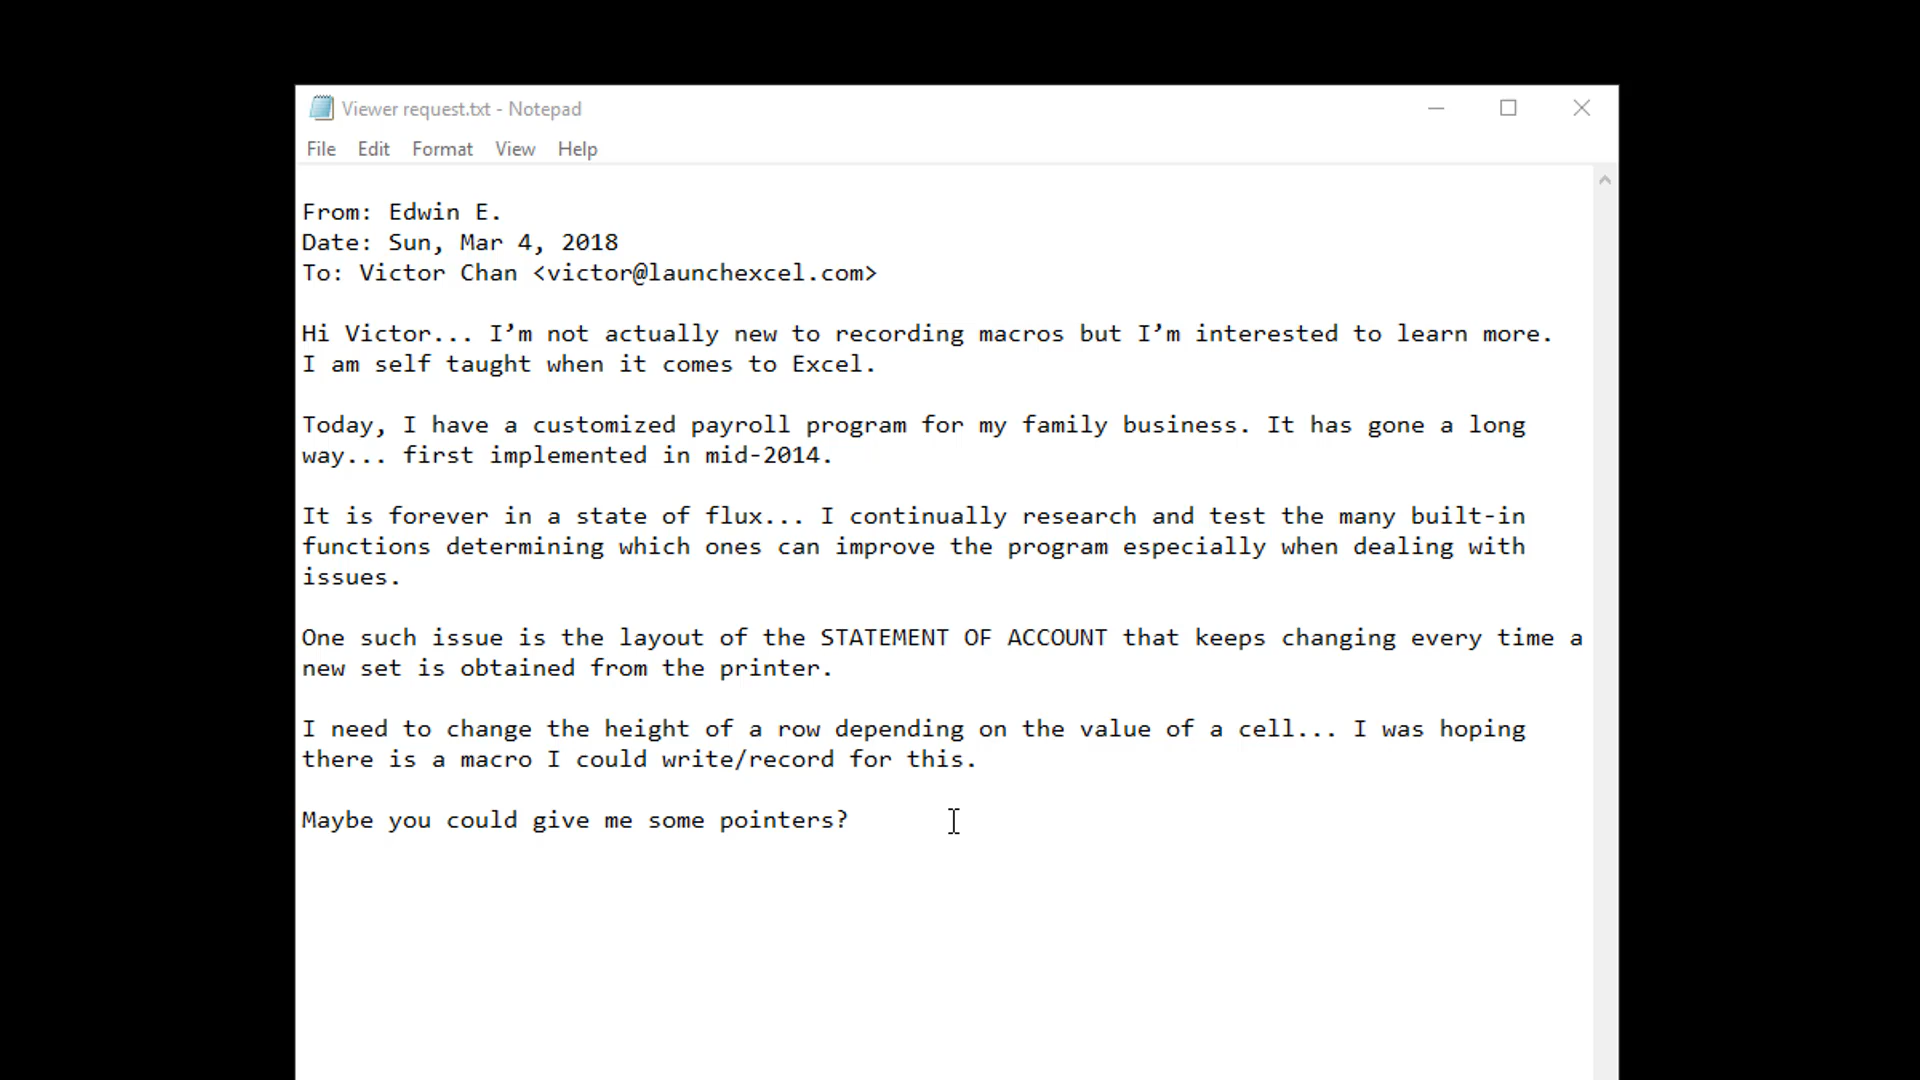 Viewer request.txt - Notepad
File Edit Format View Help
From: Edwin E.
Date: Sun, Mar 4, 2018
To: Victor Chan <victor@launchexcel.com>
Hi Victor... I’m not actually new to recording macros but I’m interested to learn more.
I am self taught when it comes to Excel.
Today, I have a customized payroll program for my family business. It has gone a long
way... first implemented in mid-2014.
It is forever in a state of flux... I continually research and test the many built-in
functions determining which ones can improve the program especially when dealing with
issues.
One such issue is the layout of the STATEMENT OF ACCOUNT that keeps changing every time a
new set is obtained from the printer.
I need to change the height of a row depending on the value of a cell... I was hoping
there is a macro I could write/record for this.
Maybe you could give me some pointers?